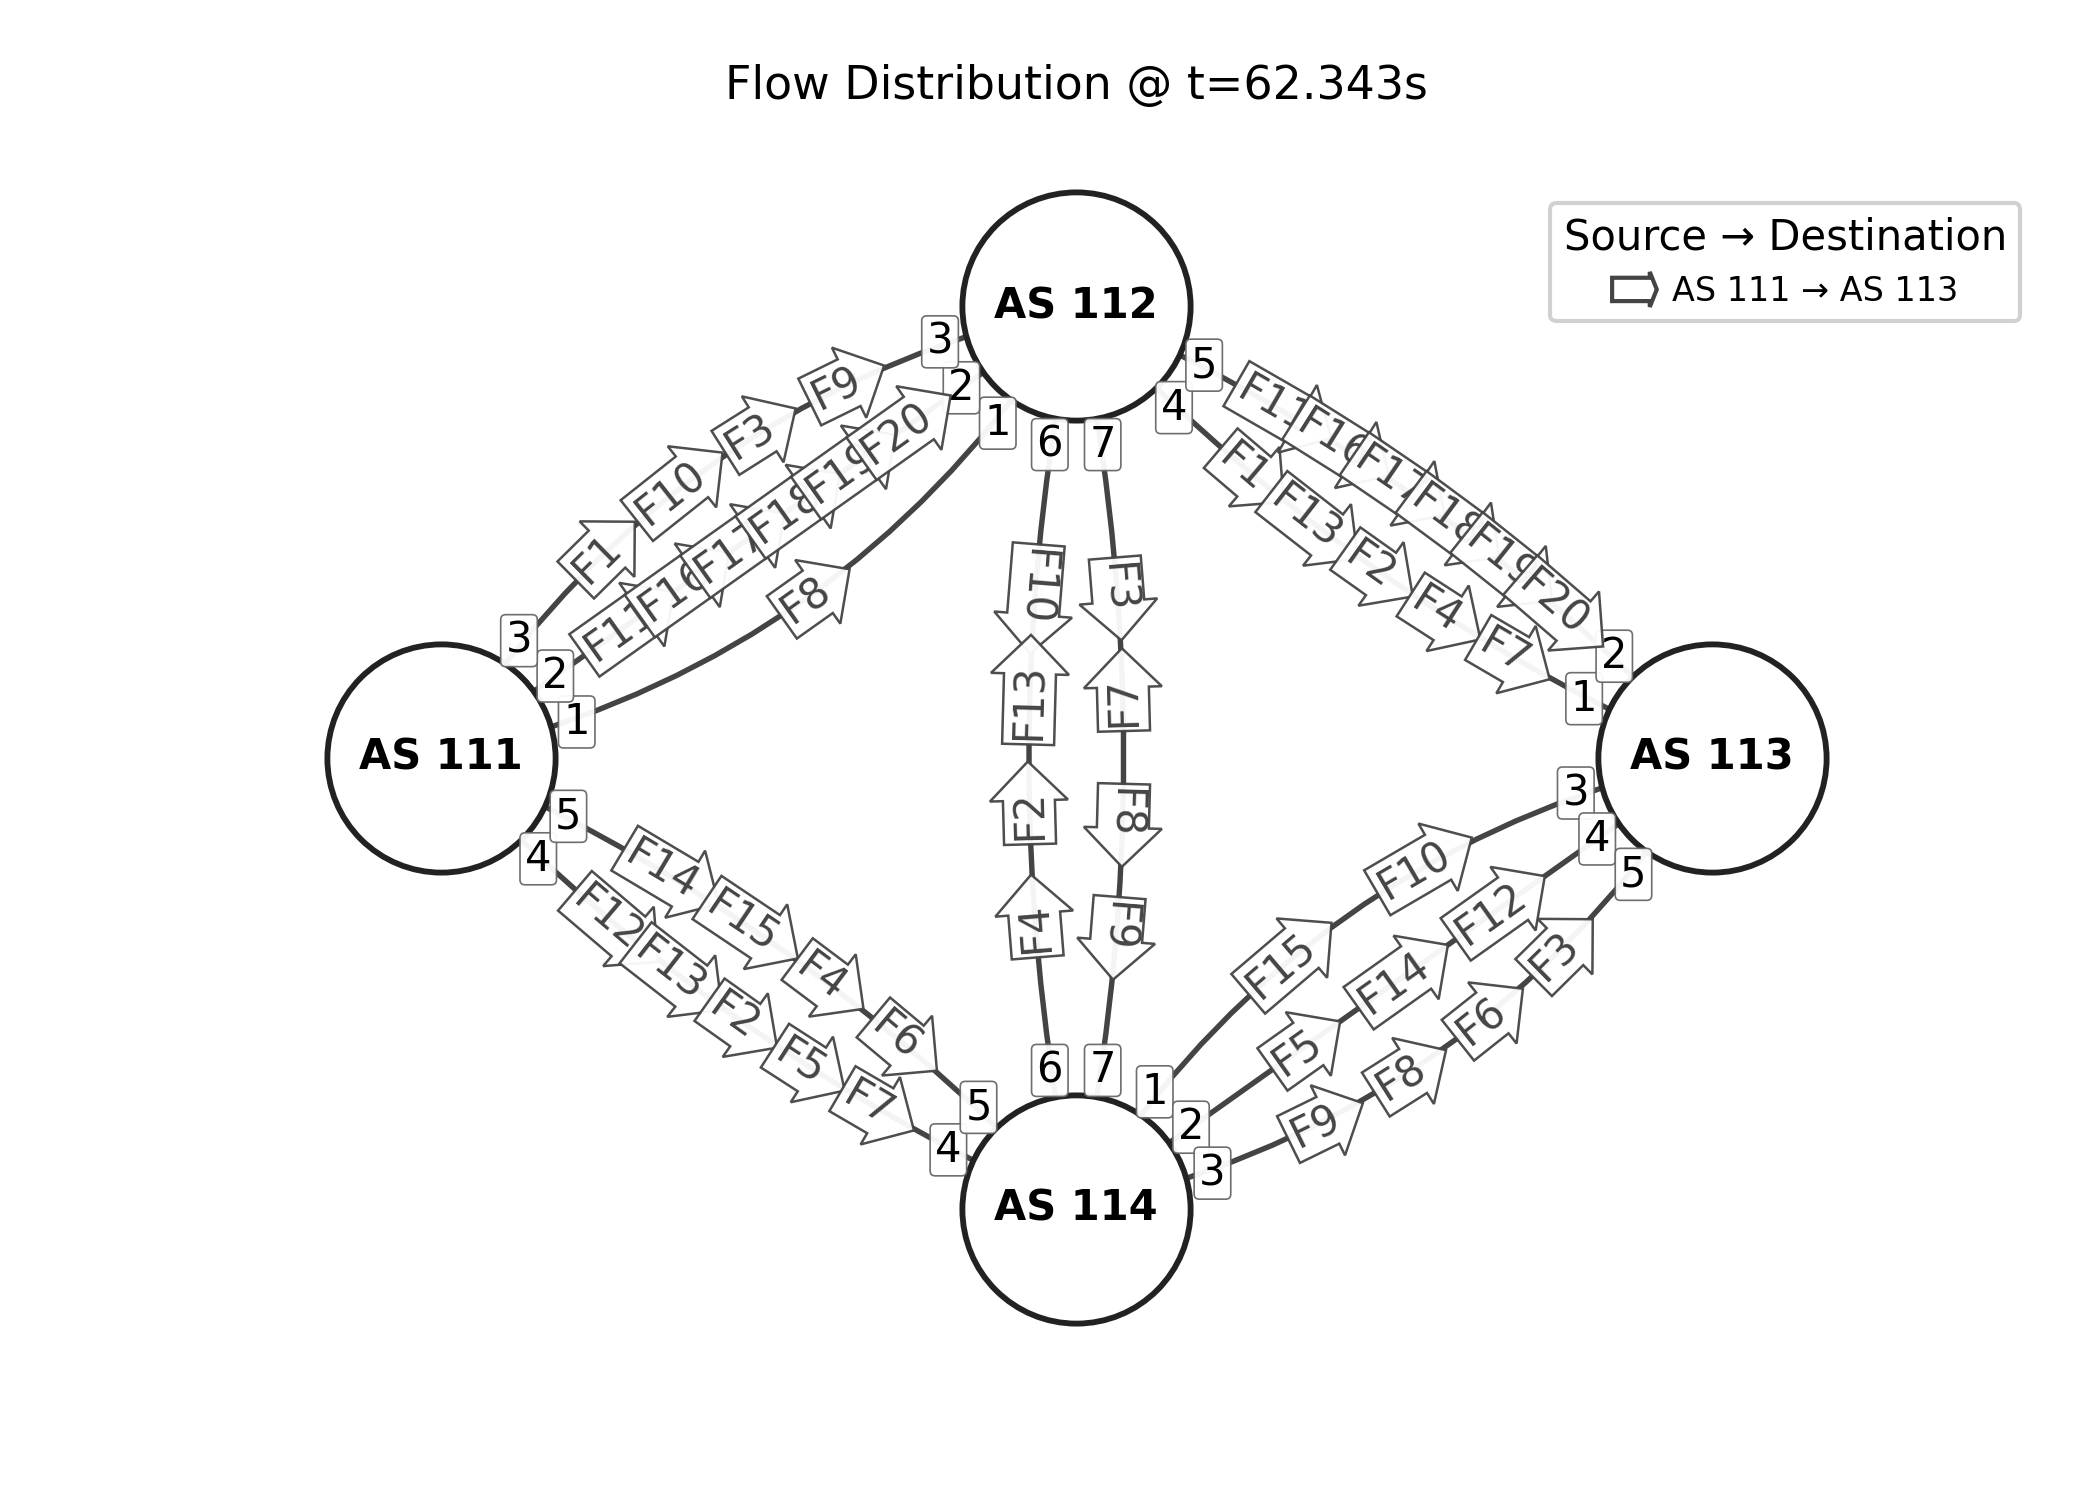 Flow Distribution @ t=62.343s
Source → Destination
AS 111 → AS 113
AS 112
3
2
1
6
7
4
5
F1
F10
F3
F9
F11
F16
F17
F18
F19
F20
F8
F11
F16
F17
F18
F19
F20
F1
F13
F2
F4
F7
F10
F13
F2
F4
F3
F7
F8
F9
AS 111
3
2
1
5
4
AS 113
2
1
3
4
5
F14
F15
F4
F6
F12
F13
F2
F5
F7
F15
F10
F5
F14
F12
F9
F8
F6
F3
6
7
5
4
1
2
3
AS 114